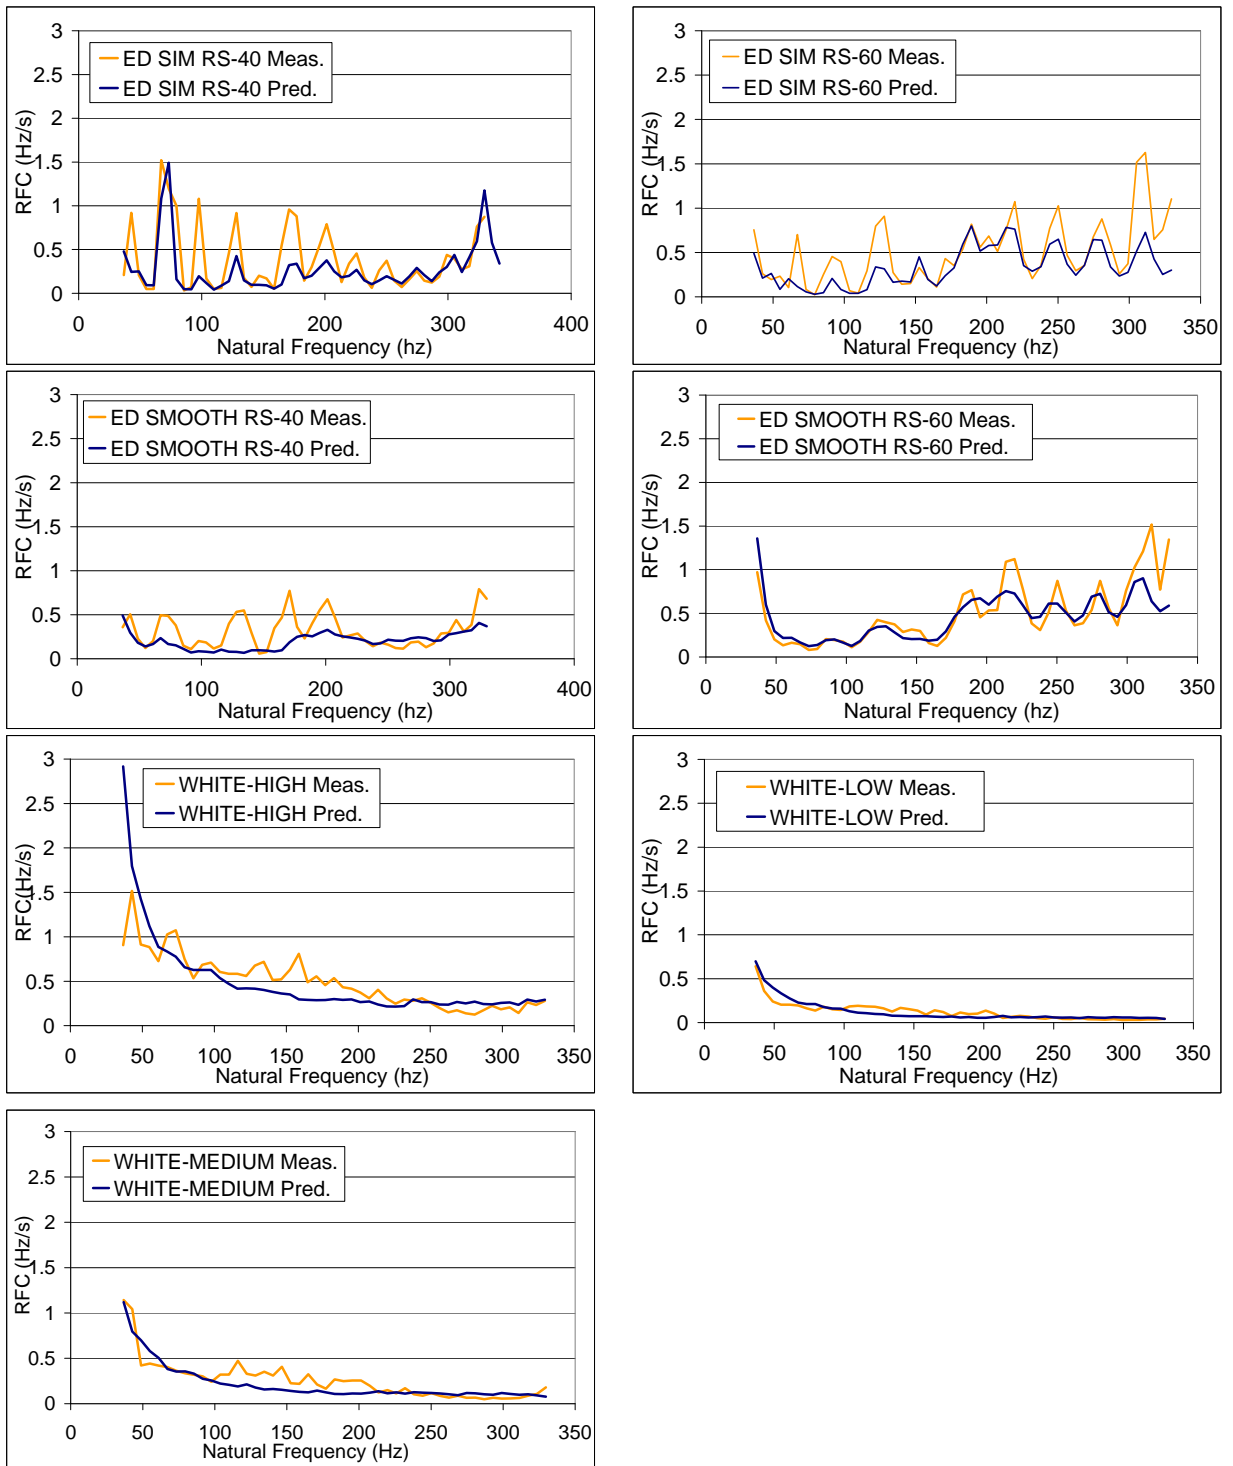 3
2.5
2
1.5
1
0.5
0
RFC (Hz/s)
ED SIM RS-40 Meas.
ED SIM RS-40 Pred.
0 100 200 300 400
Natural Frequency (hz)
3
2.5
2
1.5
1
0.5
0
RFC (Hz/s)
ED SIM RS-60 Meas.
ED SIM RS-60 Pred.
0 50 100 150 200 250 300 350
Natural Frequency (hz)
3
2.5
2
1.5
1
0.5
0
RFC (Hz/s)
ED SMOOTH RS-40 Meas.
ED SMOOTH RS-40 Pred.
0 100 200 300 400
Natural Frequency (hz)
3
2.5
2
1.5
1
0.5
0
RFC (Hz/s)
ED SMOOTH RS-60 Meas.
ED SMOOTH RS-60 Pred.
0 50 100 150 200 250 300 350
Natural Frequency (hz)
3
2.5
2
1.5
1
0.5
0
RFC(Hz/s)
WHITE-HIGH Meas.
WHITE-HIGH Pred.
0 50 100 150 200 250 300 350
Natural Frequency (hz)
3
2.5
2
1.5
1
0.5
0
RFC (Hz/s)
WHITE-LOW Meas.
WHITE-LOW Pred.
0 50 100 150 200 250 300 350
Natural Frequency (Hz)
3
2.5
2
1.5
1
0.5
0
RFC (Hz/s)
WHITE-MEDIUM Meas.
WHITE-MEDIUM Pred.
0 50 100 150 200 250 300 350
Natural Frequency (Hz)